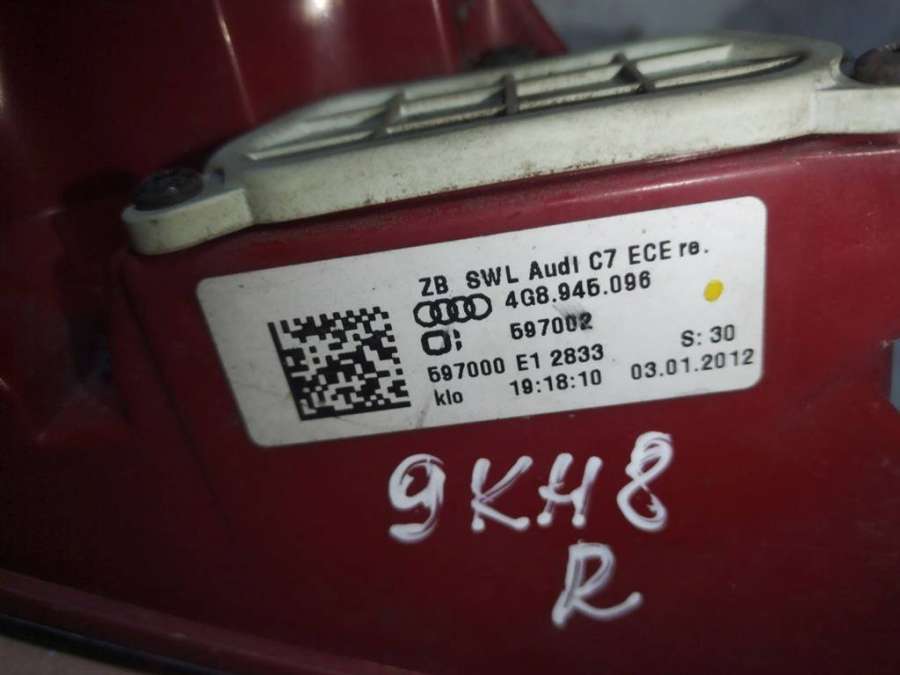 ZB SWL Audi C7 ECE re.
4G8.945.096
597002
597000 E1 2833 S: 30
klo 19:18:10 03.01.2012
9KH8
R